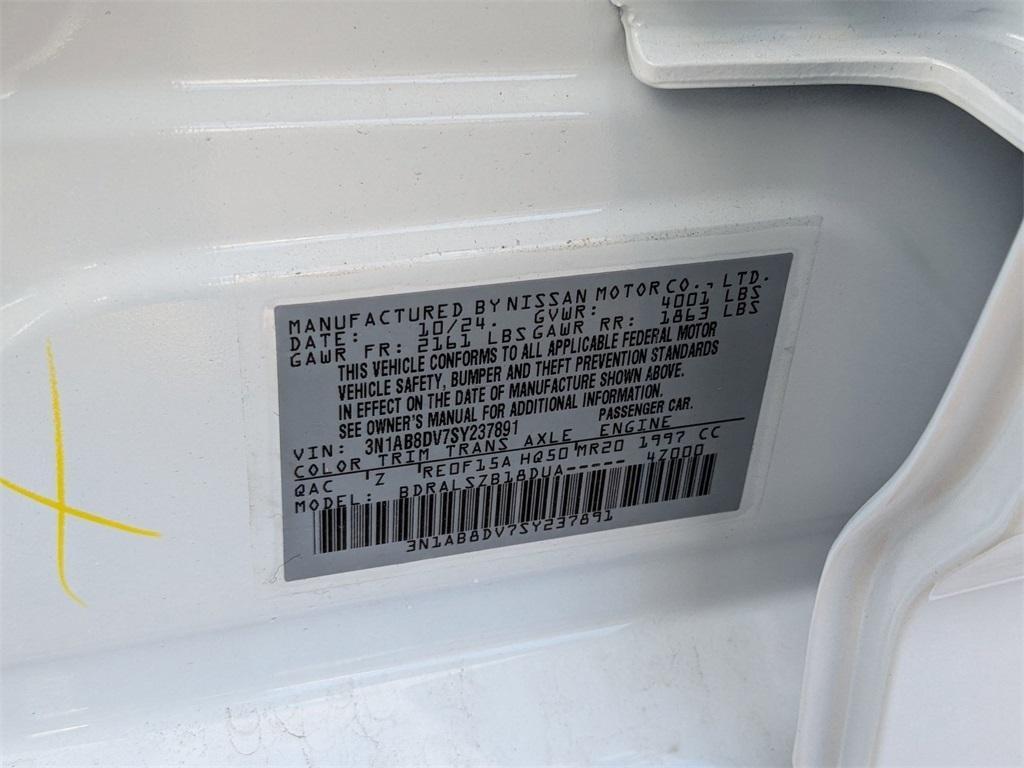 MANUFACTURED BY NISSAN MOTOR CO., LTD.
DATE: 10/24. GVWR: 4001 LBS
GAWR FR: 2161 LBS GAWR RR: 1863 LBS
THIS VEHICLE CONFORMS TO ALL APPLICABLE FEDERAL MOTOR
VEHICLE SAFETY, BUMPER AND THEFT PREVENTION STANDARDS
IN EFFECT ON THE DATE OF MANUFACTURE SHOWN ABOVE.
SEE OWNER'S MANUAL FOR ADDITIONAL INFORMATION.
VIN: 3N1AB8DV7SY237891 PASSENGER CAR.
COLOR TRIM TRANS AXLE ENGINE
QAC Z RE0F15A HQ50 MR20 1997 CC
MODEL: BDRALSZB18DUA----- 4Z000
3N1AB8DV7SY237891